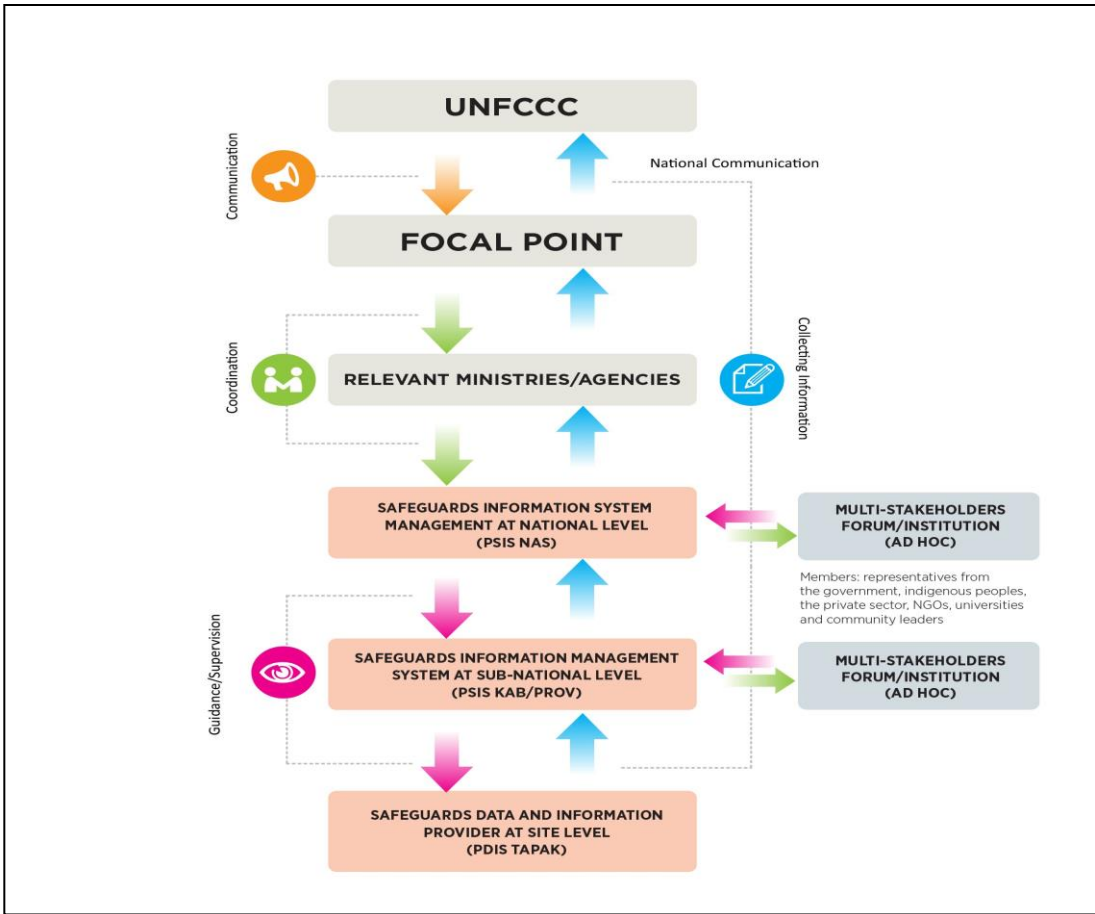 UNFCCC
Communication
National Communication
FOCAL POINT
Coordination
RELEVANT MINISTRIES/AGENCIES
Collecting Information
SAFEGUARDS INFORMATION SYSTEM
MANAGEMENT AT NATIONAL LEVEL
(PSIS NAS)
MULTI-STAKEHOLDERS
FORUM/INSTITUTION
(AD HOC)
Members: representatives from
the government, indigenous peoples,
the private sector, NGOs, universities
and community leaders
Guidance/Supervision
SAFEGUARDS INFORMATION MANAGEMENT
SYSTEM AT SUB-NATIONAL LEVEL
(PSIS KAB/PROV)
MULTI-STAKEHOLDERS
FORUM/INSTITUTION
(AD HOC)
SAFEGUARDS DATA AND INFORMATION
PROVIDER AT SITE LEVEL
(PDIS TAPAK)